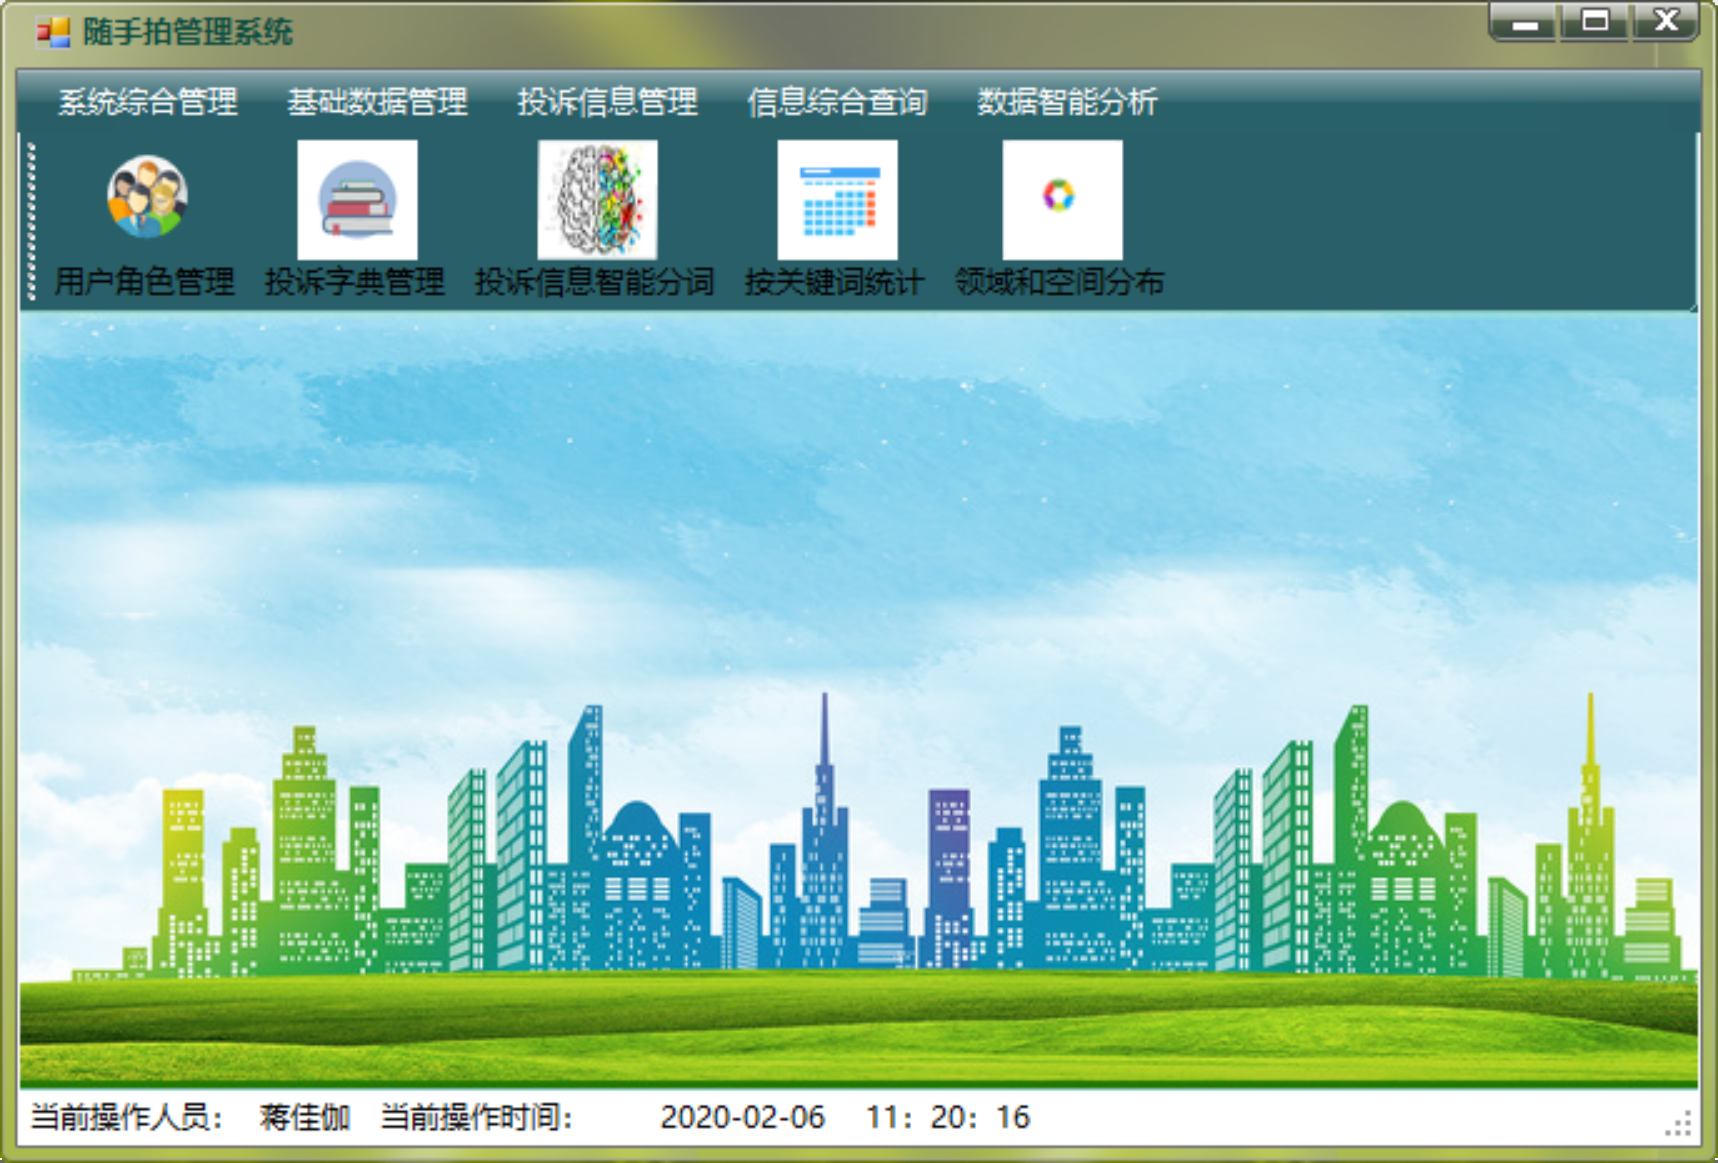 随手拍管理系统
系统综合管理 基础数据管理 投诉信息管理 信息综合查询 数据智能分析
用户角色管理 投诉字典管理 投诉信息智能分词 按关键词统计 领域和空间分布
当前操作人员： 蒋佳伽 当前操作时间： 2020-02-06 11：20：16